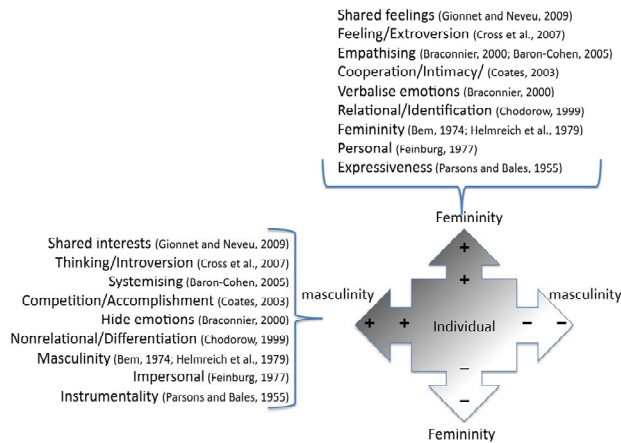 Shared feelings (Gionnet and Neveu, 2009)
Feeling/Extroversion (Cross et al., 2007)
Empathising (Braconnier, 2000; Baron-Cohen, 2005)
Cooperation/Intimacy/ (Coates, 2003)
Verbalise emotions (Braconnier, 2000)
Relational/Identification (Chodorow, 1999)
Femininity (Bem, 1974; Helmreich et al., 1979)
Personal (Feinburg, 1977)
Expressiveness (Parsons and Bales, 1955)
Femininity
Shared interests (Gionnet and Neveu, 2009)
Thinking/Introversion (Cross et al., 2007)
Systemising (Baron-Cohen, 2005)
Competition/Accomplishment (Coates, 2003)
Hide emotions (Braconnier, 2000)
Nonrelational/Differentiation (Chodorow, 1999)
Masculinity (Bem, 1974; Helmreich et al., 1979)
Impersonal (Feinburg, 1977)
Instrumentality (Parsons and Bales, 1955)
+
+
masculinity
masculinity
+ + Individual – –
–
–
Femininity